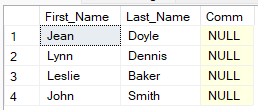 First_Name Last_Name Comm
1 Jean Doyle NULL
2 Lynn Dennis NULL
3 Leslie Baker NULL
4 John Smith NULL